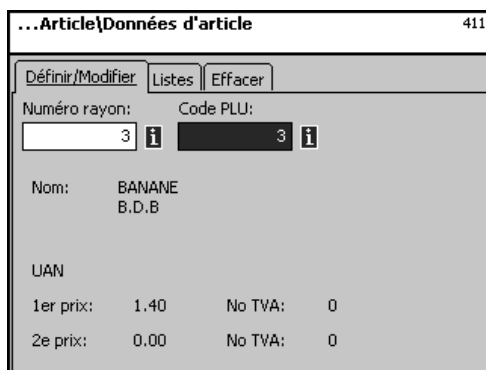 ...Article\Données d'article 411
Définir/Modifier Listes Effacer
Numéro rayon: Code PLU:
3 i 3 i
Nom: BANANE
B.D.B
UAN
1er prix: 1.40 No TVA: 0
2e prix: 0.00 No TVA: 0